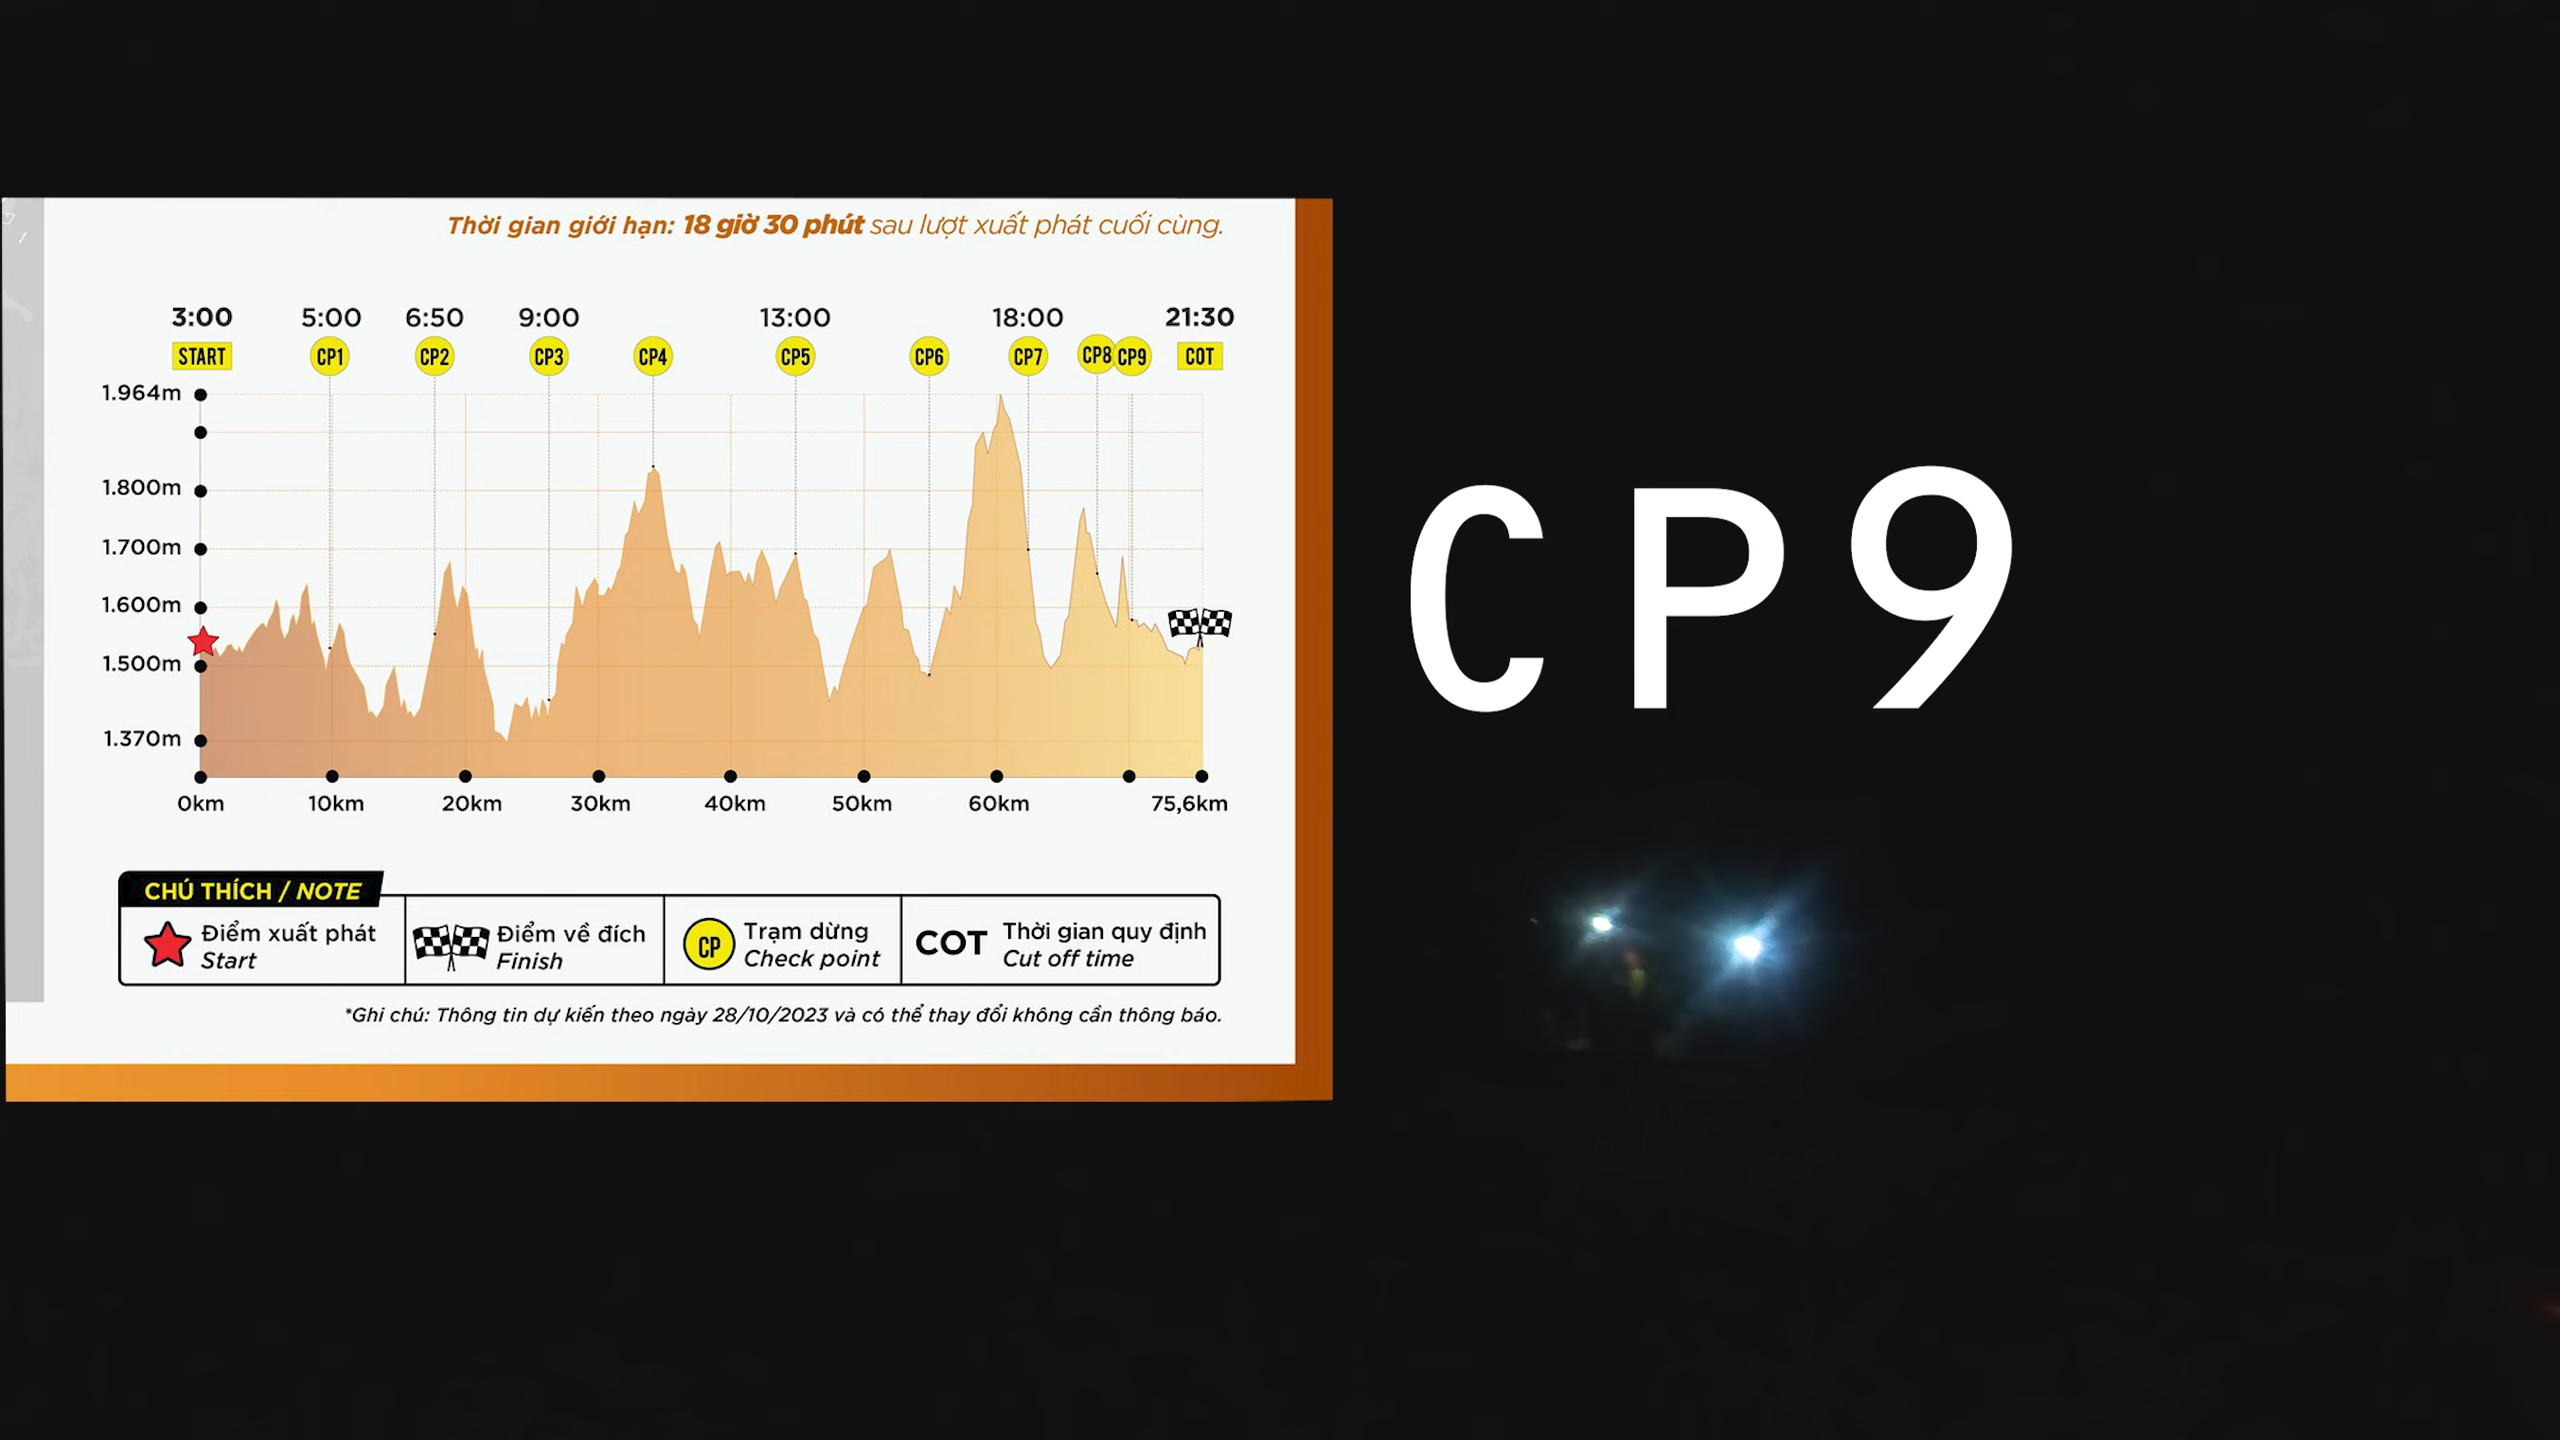 Thời gian giới hạn: 18 giờ 30 phút sau lượt xuất phát cuối cùng.
3:00 5:00 6:50 9:00 13:00 18:00 21:30
START CP1 CP2 CP3 CP4 CP5 CP6 CP7 CP8 CP9 COT
1.964m
1.800m
1.700m
1.600m
1.500m
1.370m
0km 10km 20km 30km 40km 50km 60km 75,6km
CHÚ THÍCH / NOTE
Điểm xuất phát
Start
Điểm về đích
Finish
CP
Trạm dừng
Check point
COT
Thời gian quy định
Cut off time
*Ghi chú: Thông tin dự kiến theo ngày 28/10/2023 và có thể thay đổi không cần thông báo.
CP9